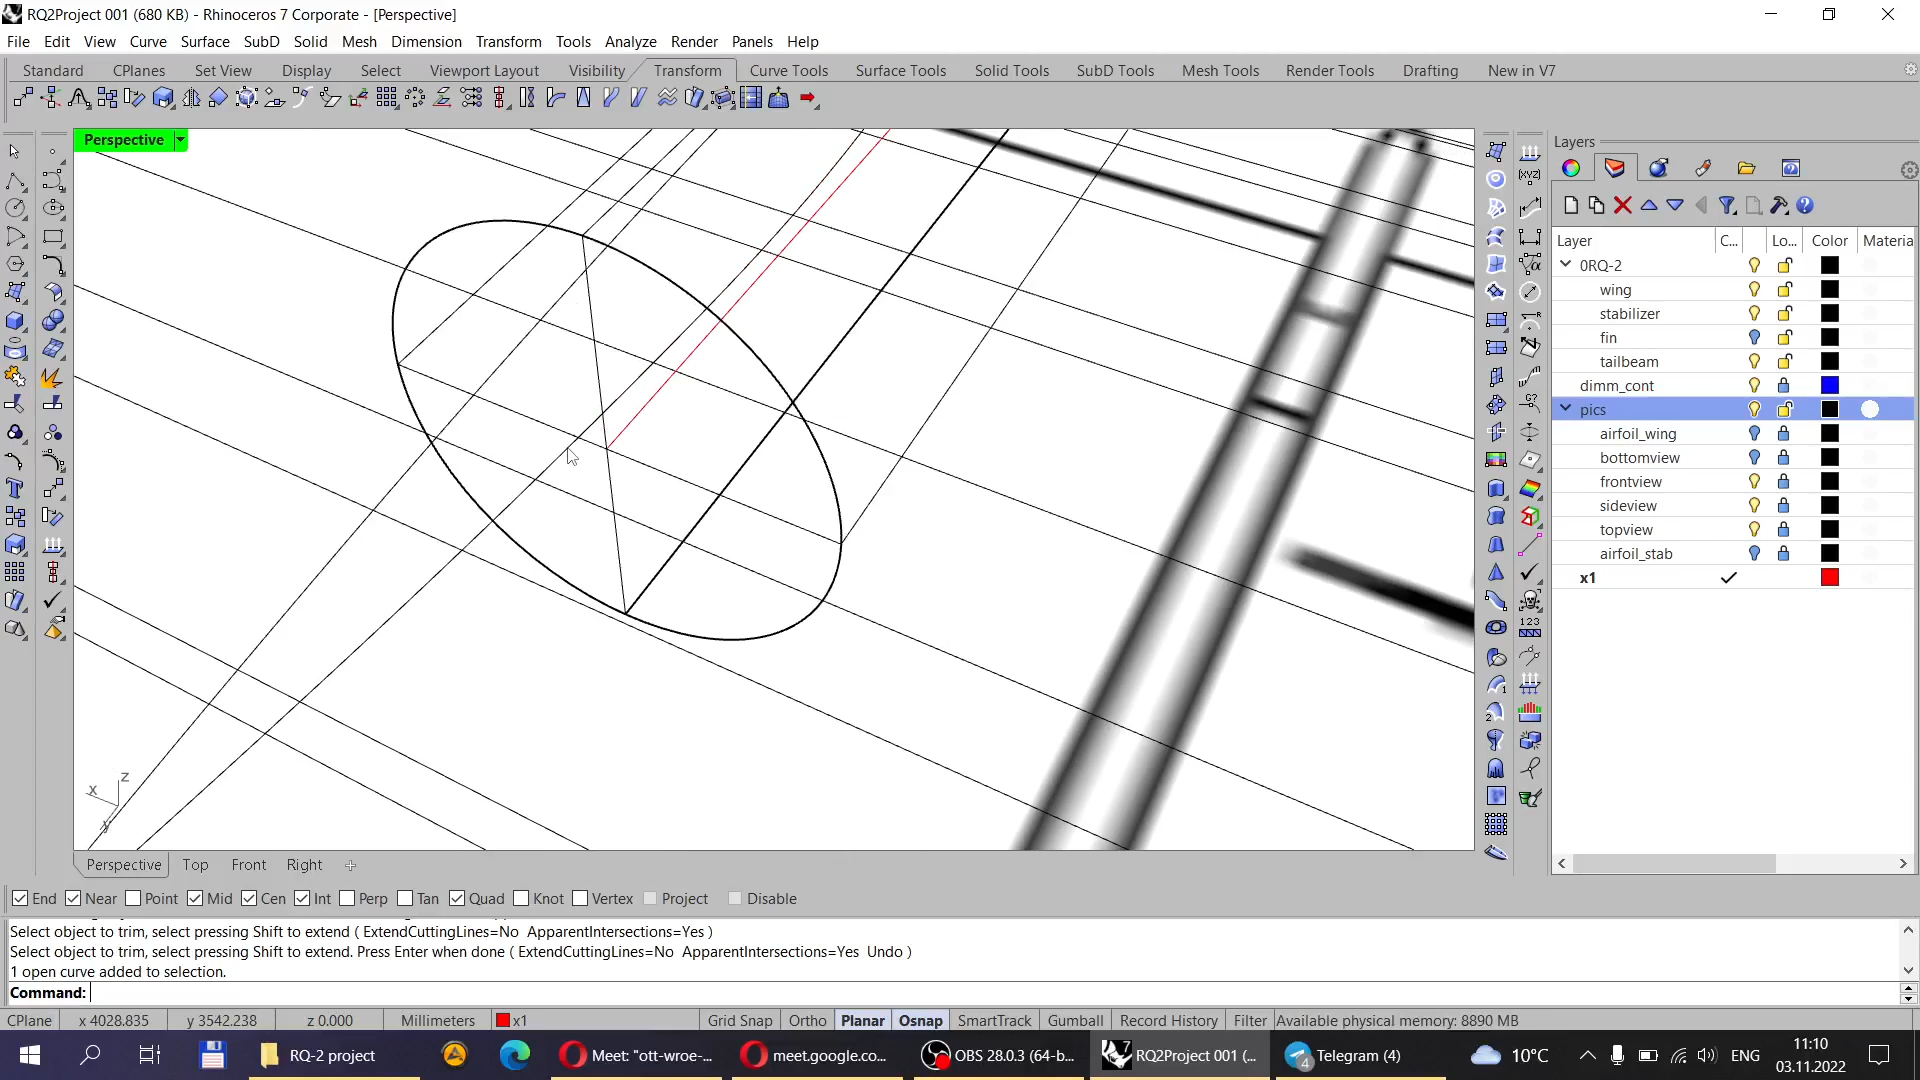 RQ2Project 001 (680 KB) - Rhinoceros 7 Corporate - [Perspective]
File Edit View Curve Surface SubD Solid Mesh Dimension Transform Tools Analyze Render Panels Help
Standard CPlanes Set View Display Select Viewport Layout Visibility Transform Curve Tools Surface Tools Solid Tools SubD Tools Mesh Tools Render Tools Drafting New in V7
Perspective
Layers
Layer C... Lo... Color Materia
0RQ-2
wing
stabilizer
fin
tailbeam
dimm_cont
pics
airfoil_wing
bottomview
frontview
sideview
topview
airfoil_stab
x1
z
x
y
Perspective Top Front Right
End Near Point Mid Cen Int Perp Tan Quad Knot Vertex Project Disable
Select object to trim, select pressing Shift to extend ( ExtendCuttingLines=No ApparentIntersections=Yes )
Select object to trim, select pressing Shift to extend. Press Enter when done ( ExtendCuttingLines=No ApparentIntersections=Yes Undo )
1 open curve added to selection.
Command:
CPlane x 4028.835 y 3542.238 z 0.000 Millimeters x1 Grid Snap Ortho Planar Osnap SmartTrack Gumball Record History Filter Available physical memory: 8890 MB
RQ-2 project Meet: "ott-wroe-... meet.google.co... OBS 28.0.3 (64-b... RQ2Project 001 (... 4 Telegram (4) 10°C ENG 11:10
03.11.2022